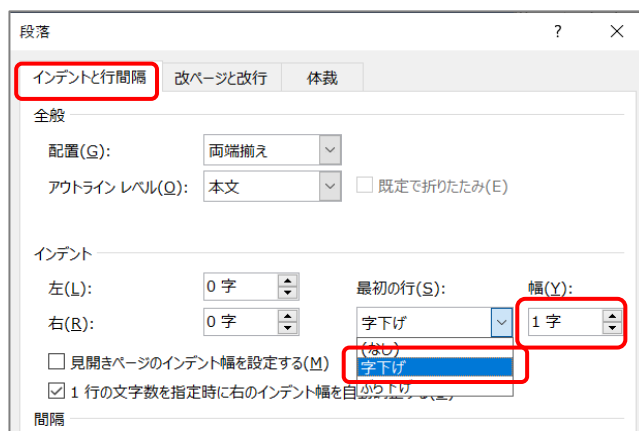 段落 ?
インデントと行間隔 改ページと改行 体裁
全般
配置(G): 両端揃え
アウトライン レベル(O): 本文 既定で折りたたみ(E)
インデント
左(L): 0 字 最初の行(S): 幅(Y):
右(R): 0 字 字下げ 1 字
(なし)
見開きページのインデント幅を設定する(M) 字下げ
1 行の文字数を指定時に右のインデント幅を自 ぶら下げ
間隔